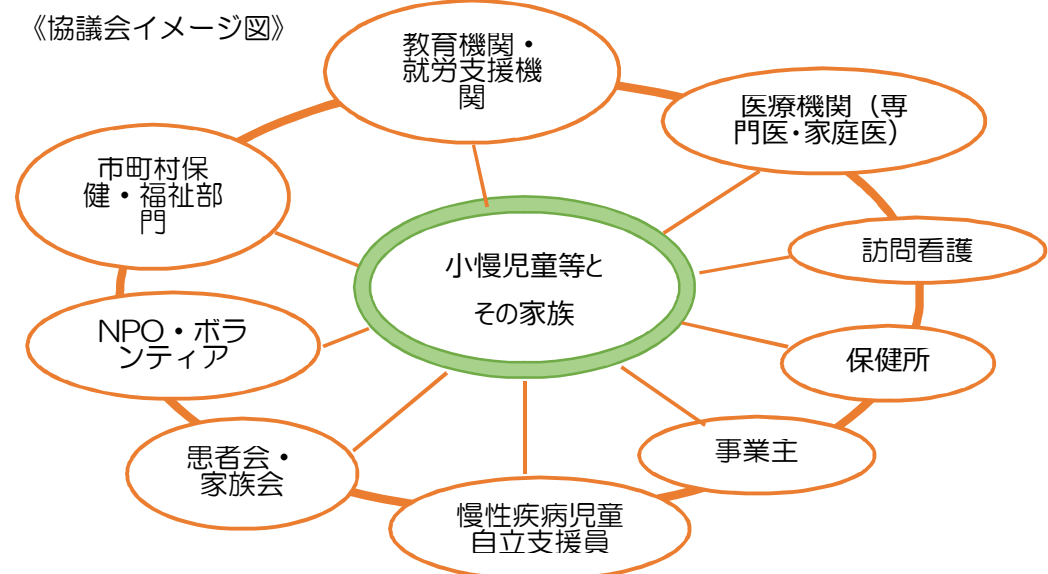 《協議会イメージ図》
教育機関・
就労支援機
関
医療機関（専
門医・家庭医）
市町村保
健・福祉部
門
訪問看護
小慢児童等と
その家族
NPO・ボラ
ンティア
保健所
事業主
患者会・
家族会
慢性疾病児童
自立支援員